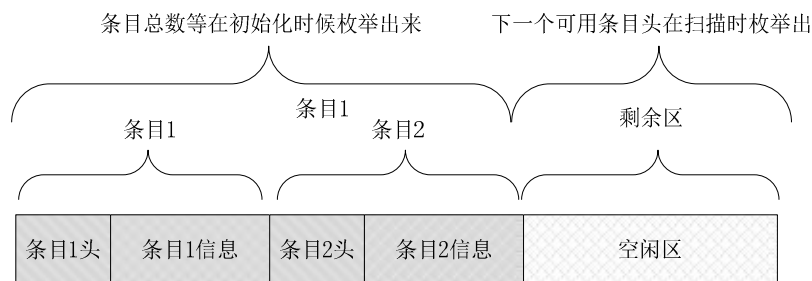 条目总数等在初始化时候枚举出来 下一个可用条目头在扫描时枚举出
条目1
条目1 条目2 剩余区
条目1头 条目1信息 条目2头 条目2信息 空闲区